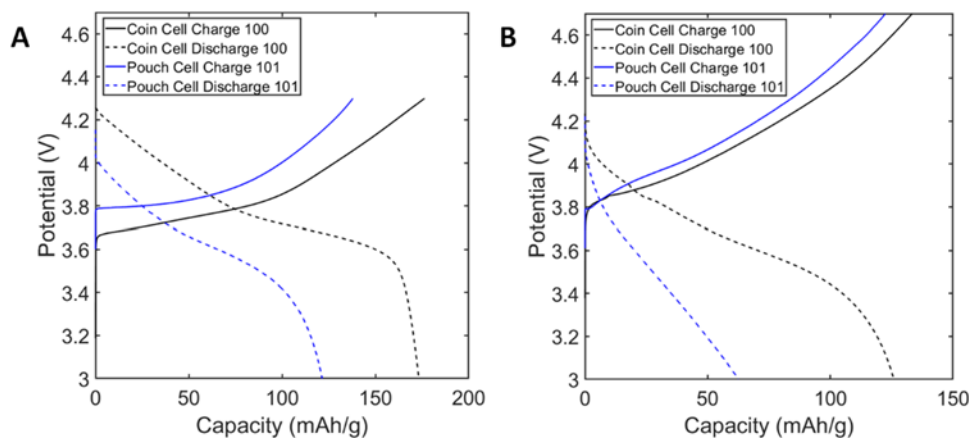 A
4.6
4.4
4.2
4
3.8
3.6
3.4
3.2
3
Potential (V)
Coin Cell Charge 100
Coin Cell Discharge 100
Pouch Cell Charge 101
Pouch Cell Discharge 101
0
50
100
150
200
Capacity (mAh/g)
B
4.6
4.4
4.2
4
3.8
3.6
3.4
3.2
3
Potential (V)
Coin Cell Charge 100
Coin Cell Discharge 100
Pouch Cell Charge 101
Pouch Cell Discharge 101
0
50
100
150
Capacity (mAh/g)